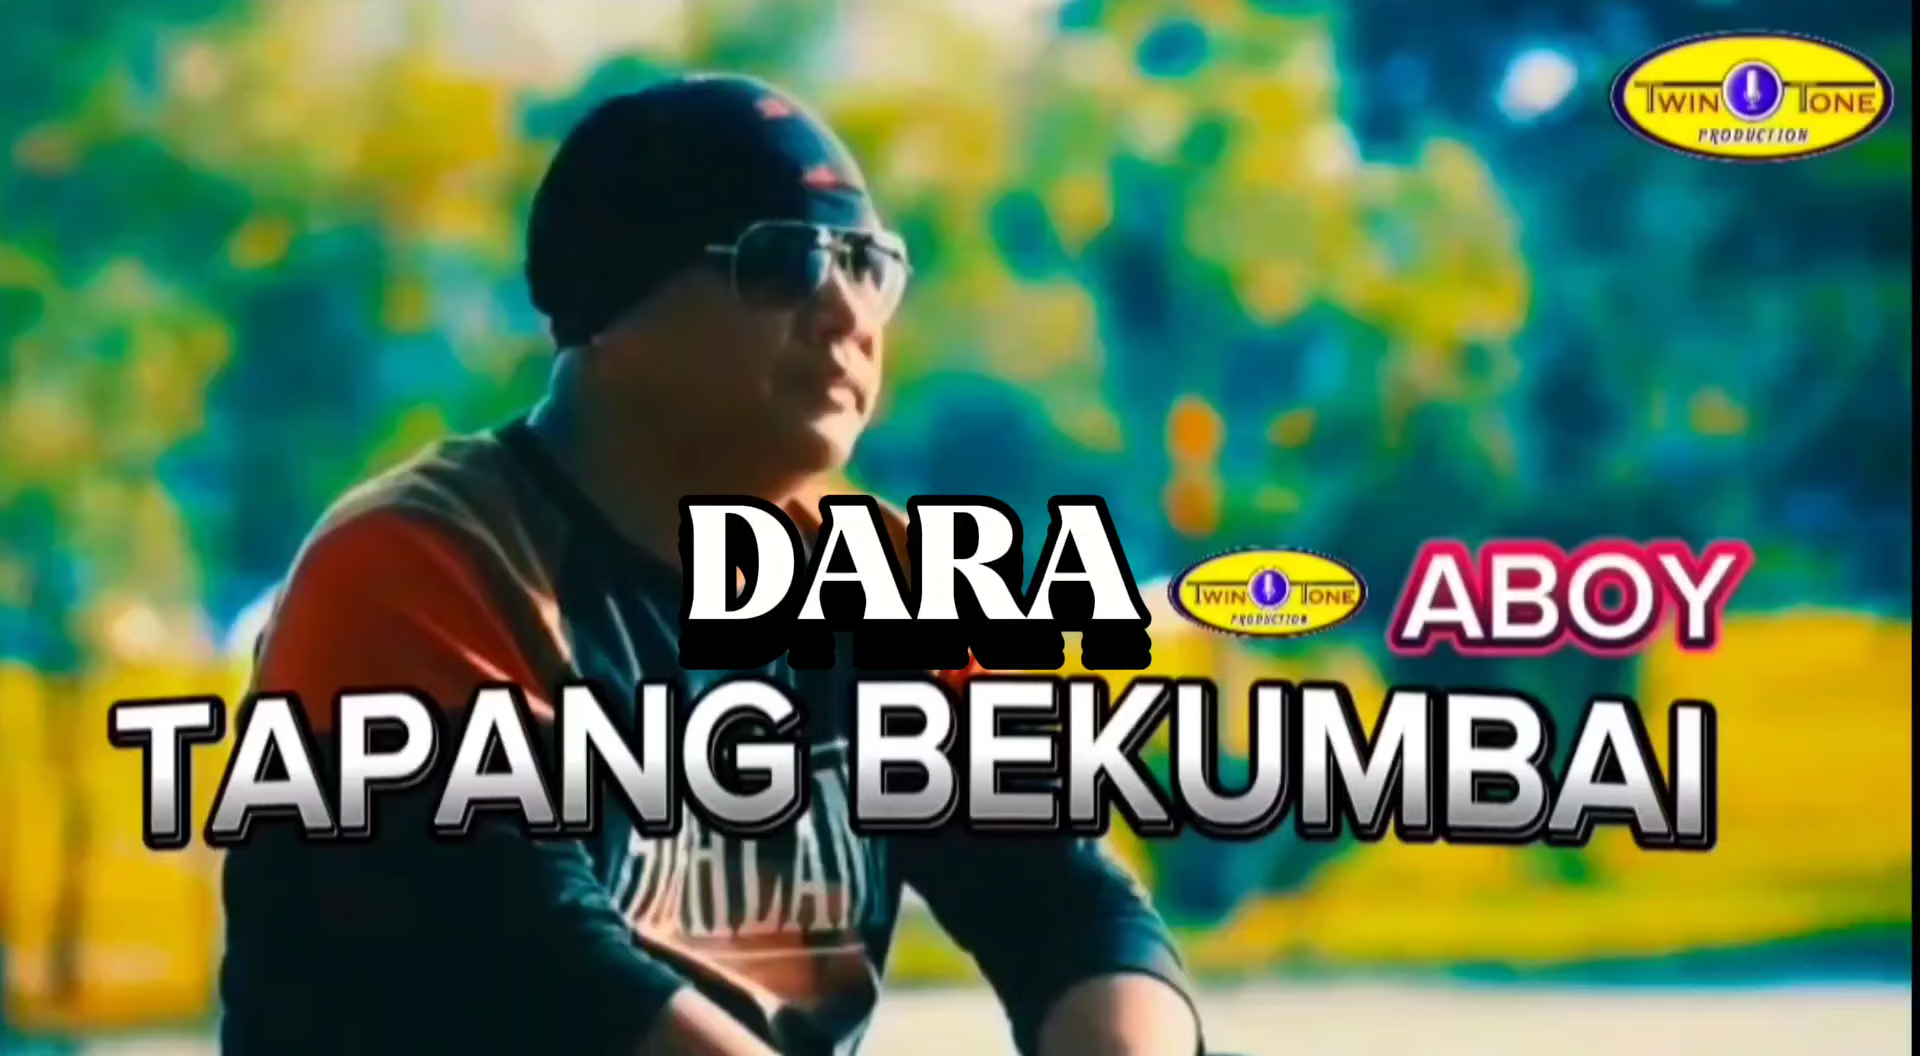 TWIN TONE
PRODUCTION
DARA
TWIN TONE
PRODUCTION
ABOY
TAPANG BEKUMBAI